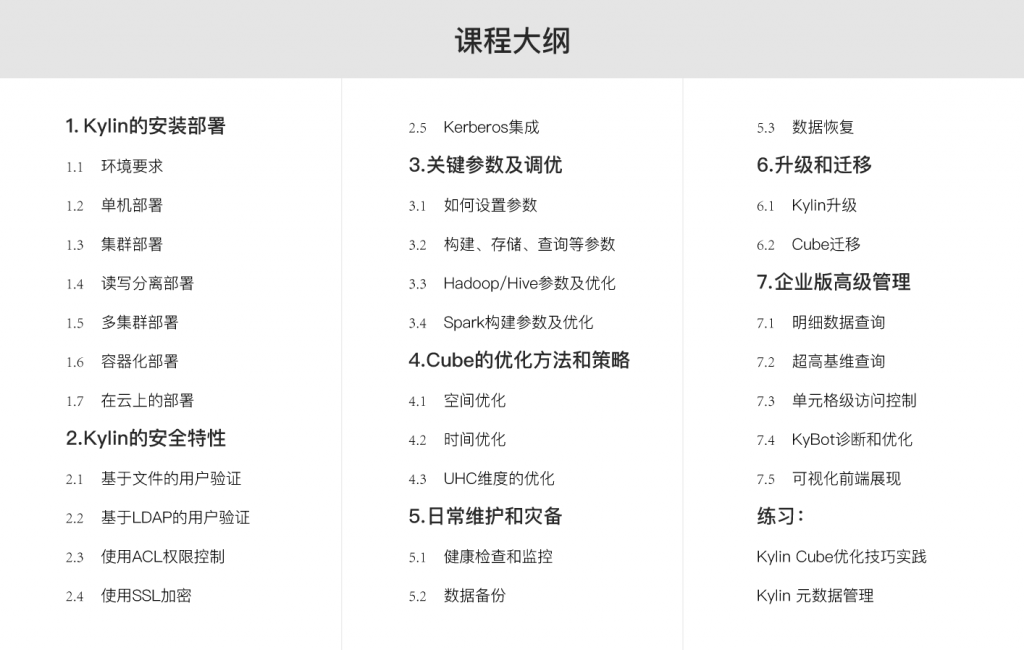 课程大纲
1. Kylin的安装部署
1.1 环境要求
1.2 单机部署
1.3 集群部署
1.4 读写分离部署
1.5 多集群部署
1.6 容器化部署
1.7 在云上的部署
2.Kylin的安全特性
2.1 基于文件的用户验证
2.2 基于LDAP的用户验证
2.3 使用ACL权限控制
2.4 使用SSL加密
2.5 Kerberos集成
3.关键参数及调优
3.1 如何设置参数
3.2 构建、存储、查询等参数
3.3 Hadoop/Hive参数及优化
3.4 Spark构建参数及优化
4.Cube的优化方法和策略
4.1 空间优化
4.2 时间优化
4.3 UHC维度的优化
5.日常维护和灾备
5.1 健康检查和监控
5.2 数据备份
5.3 数据恢复
6.升级和迁移
6.1 Kylin升级
6.2 Cube迁移
7.企业版高级管理
7.1 明细数据查询
7.2 超高基维查询
7.3 单元格级访问控制
7.4 KyBot诊断和优化
7.5 可视化前端展现
练习：
Kylin Cube优化技巧实践
Kylin 元数据管理